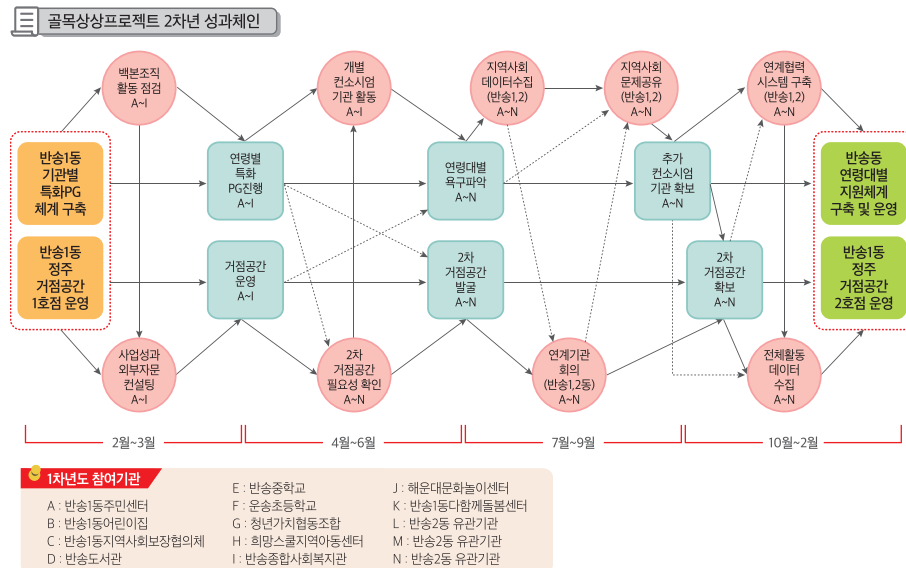 골목상상프로젝트 2차년 성과체인
백본조직
활동 점검
A~I
개별
컨소시엄
기관 활동
A~I
지역사회
데이터수집
(반송1,2)
A~N
지역사회
문제공유
(반송1,2)
A~N
연계협력
시스템 구축
(반송1,2)
A~N
반송1동
기관별
특화PG
체계 구축
연령별
특화
PG진행
A~I
연령대별
욕구파악
A~N
추가
컨소시엄
기관 확보
A~N
반송동
연령대별
지원체계
구축 및 운영
반송1동
정주
거점공간
1호점 운영
거점공간
운영
A~I
2차
거점공간
발굴
A~N
2차
거점공간
확보
A~N
반송1동
정주
거점공간
2호점 운영
사업성과
외부자문
컨설팅
A~I
2차
거점공간
필요성 확인
A~N
연계기관
회의
(반송1,2동)
A~N
전체활동
데이터
수집
A~N
2월~3월
4월~6월
7월~9월
10월~2월
1차년도 참여기관
A : 반송1동주민센터
B : 반송1동어린이집
C : 반송1동지역사회보장협의체
D : 반송도서관
E : 반송중학교
F : 운송초등학교
G : 청년가치협동조합
H : 희망스쿨지역아동센터
I : 반송종합사회복지관
J : 해운대문화놀이센터
K : 반송1동다함께돌봄센터
L : 반송2동 유관기관
M : 반송2동 유관기관
N : 반송2동 유관기관